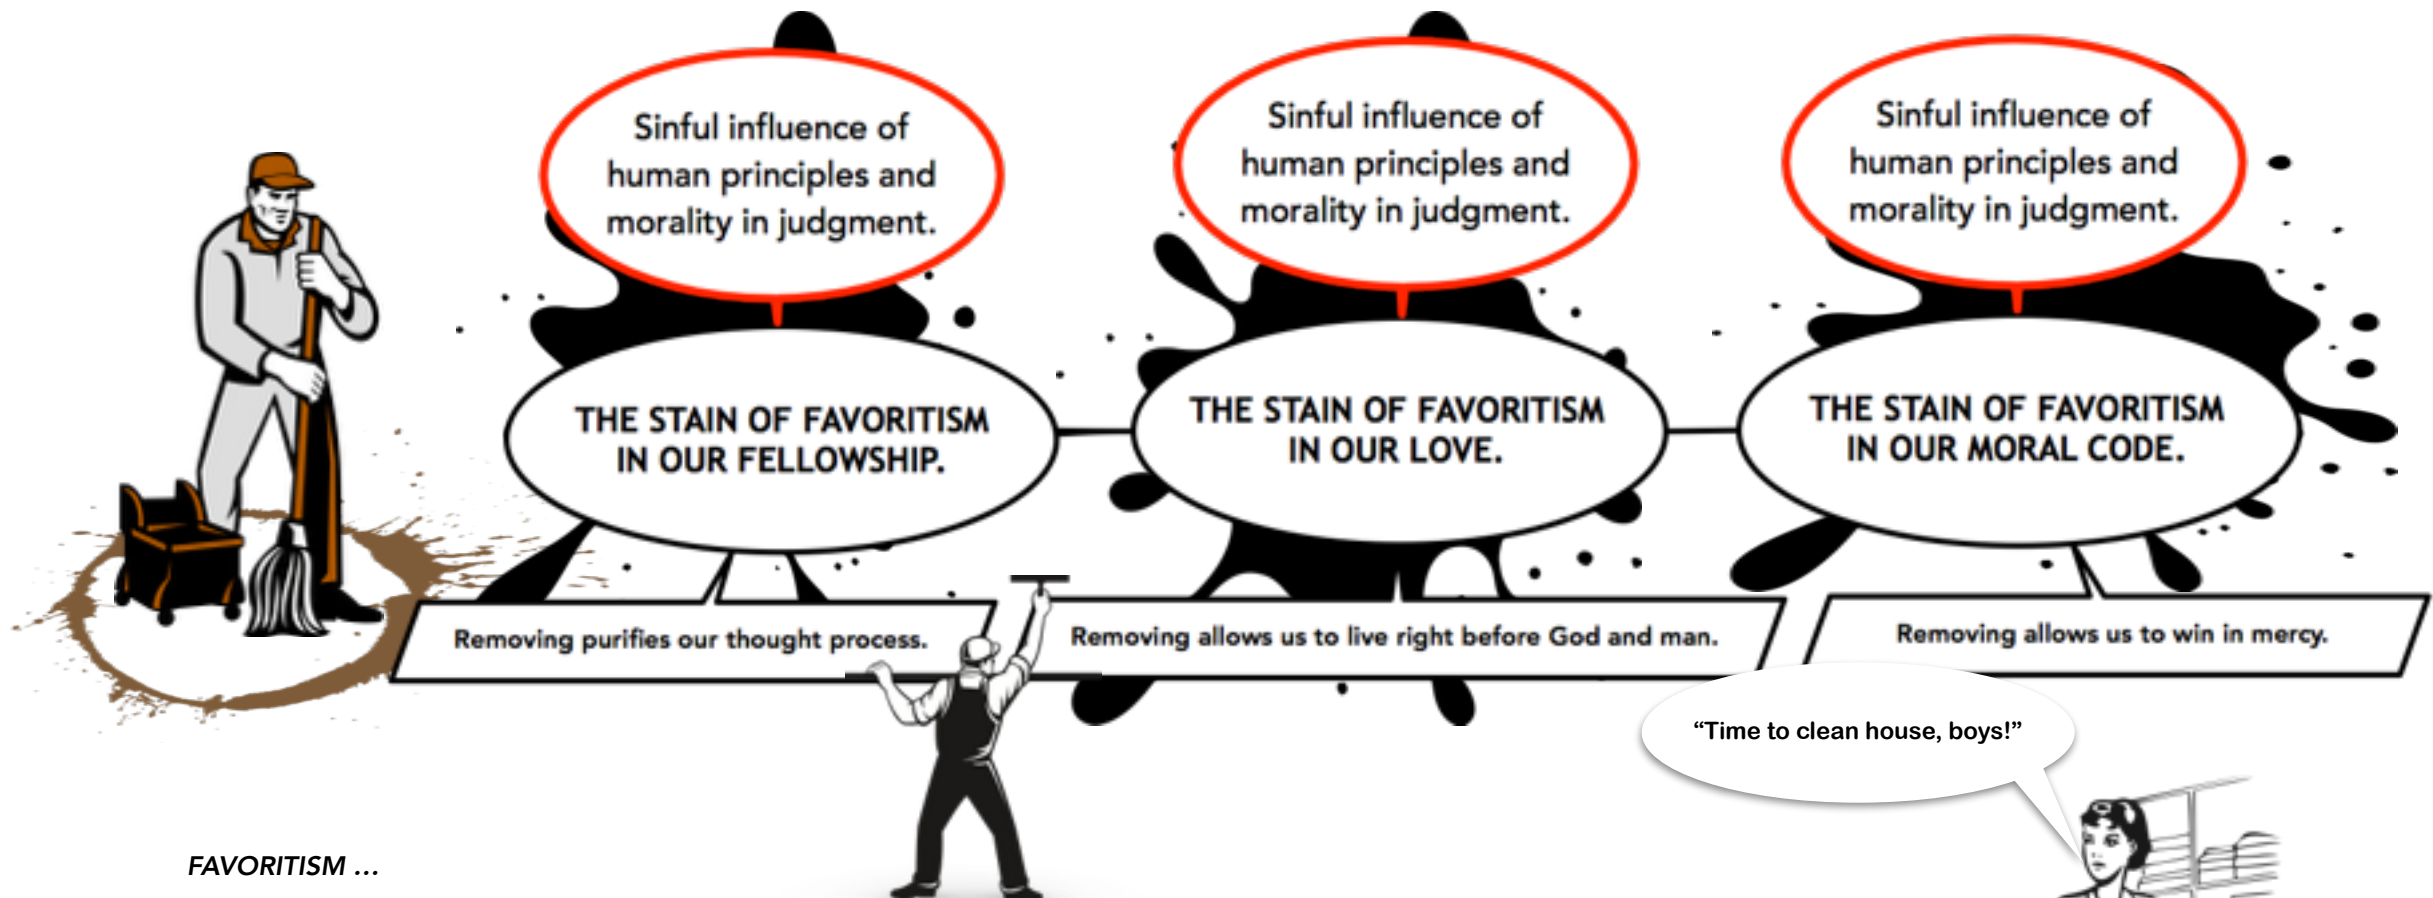 Sinful influence of
human principles and
morality in judgment.
Sinful influence of
human principles and
morality in judgment.
Sinful influence of
human principles and
morality in judgment.
THE STAIN OF FAVORITISM
IN OUR FELLOWSHIP.
THE STAIN OF FAVORITISM
IN OUR LOVE.
THE STAIN OF FAVORITISM
IN OUR MORAL CODE.
Removing purifies our thought process.
Removing allows us to live right before God and man.
Removing allows us to win in mercy.
“Time to clean house, boys!”
FAVORITISM …